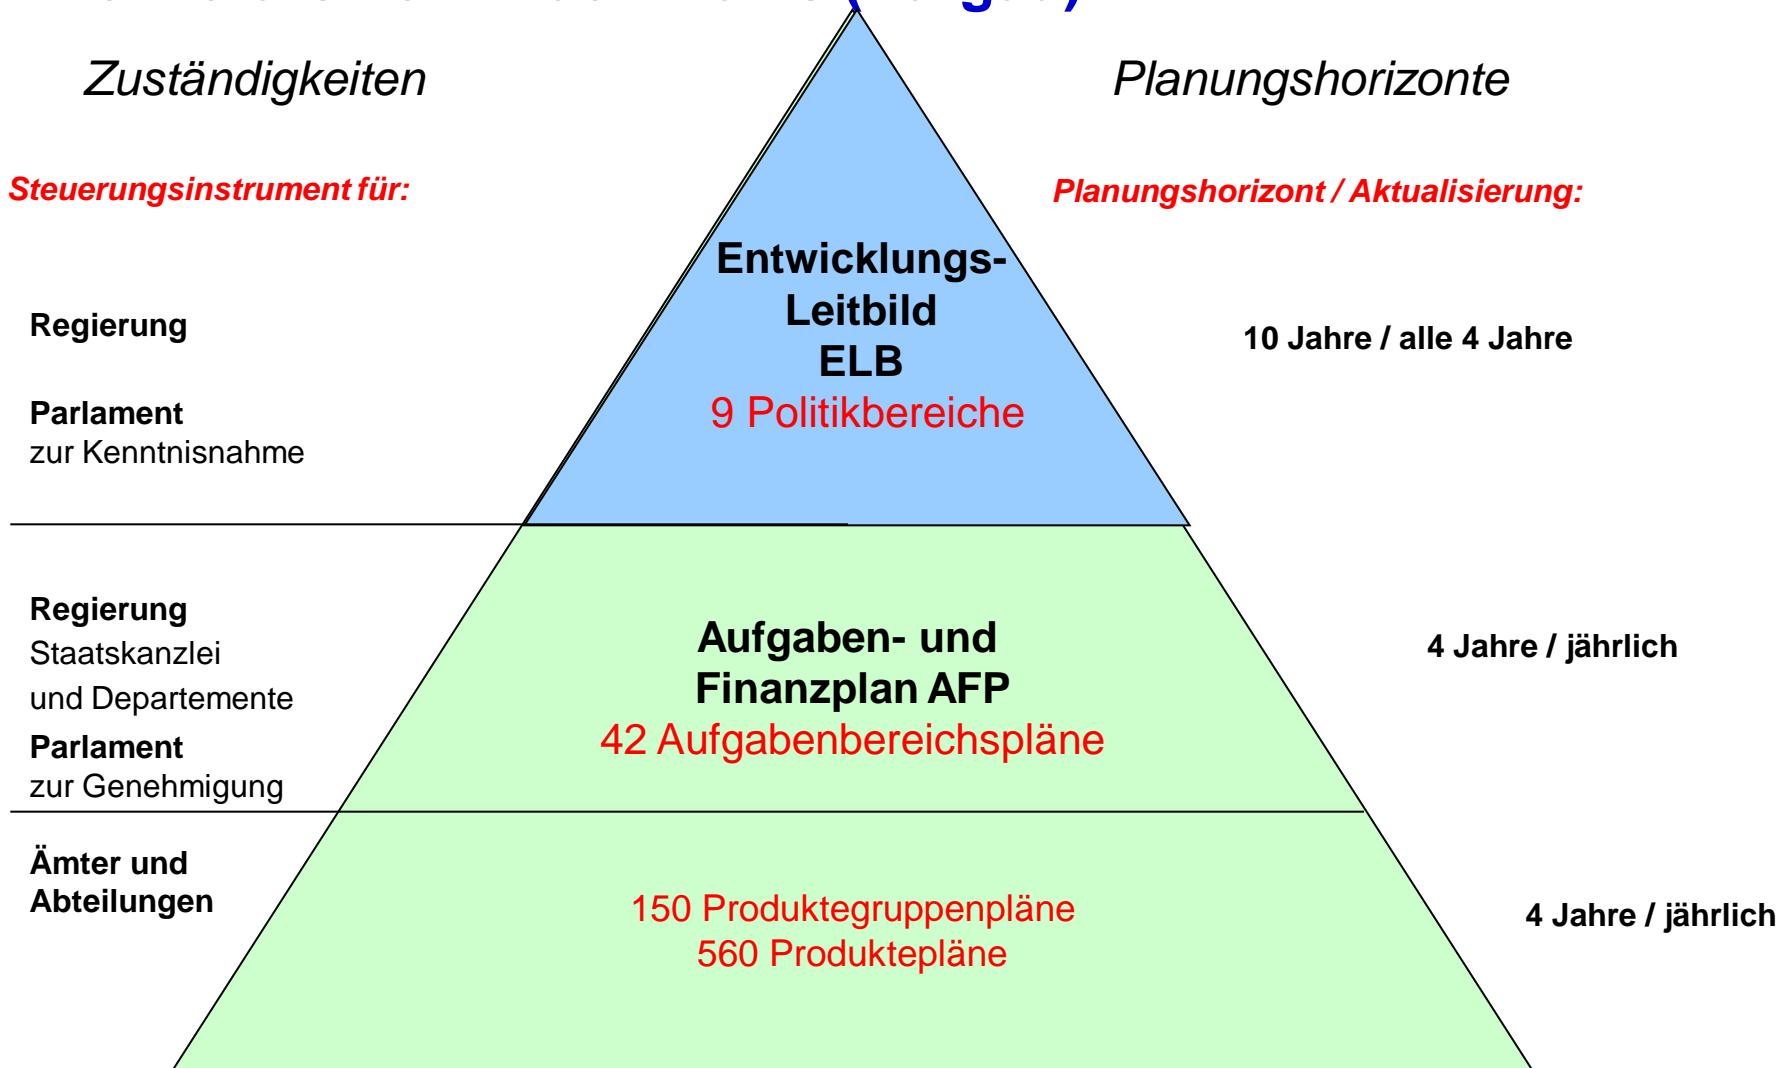 Zuständigkeiten
Planungshorizonte
Steuerungsinstrument für:
Planungshorizont / Aktualisierung:
Entwicklungs-
Leitbild
ELB
9 Politikbereiche
Regierung
Parlament
zur Kenntnisnahme
10 Jahre / alle 4 Jahre
Regierung
Staatskanzlei
und Departemente
Parlament
zur Genehmigung
Aufgaben- und
Finanzplan AFP
42 Aufgabenbereichspläne
4 Jahre / jährlich
Ämter und
Abteilungen
150 Produktegruppenpläne
560 Produktepläne
4 Jahre / jährlich